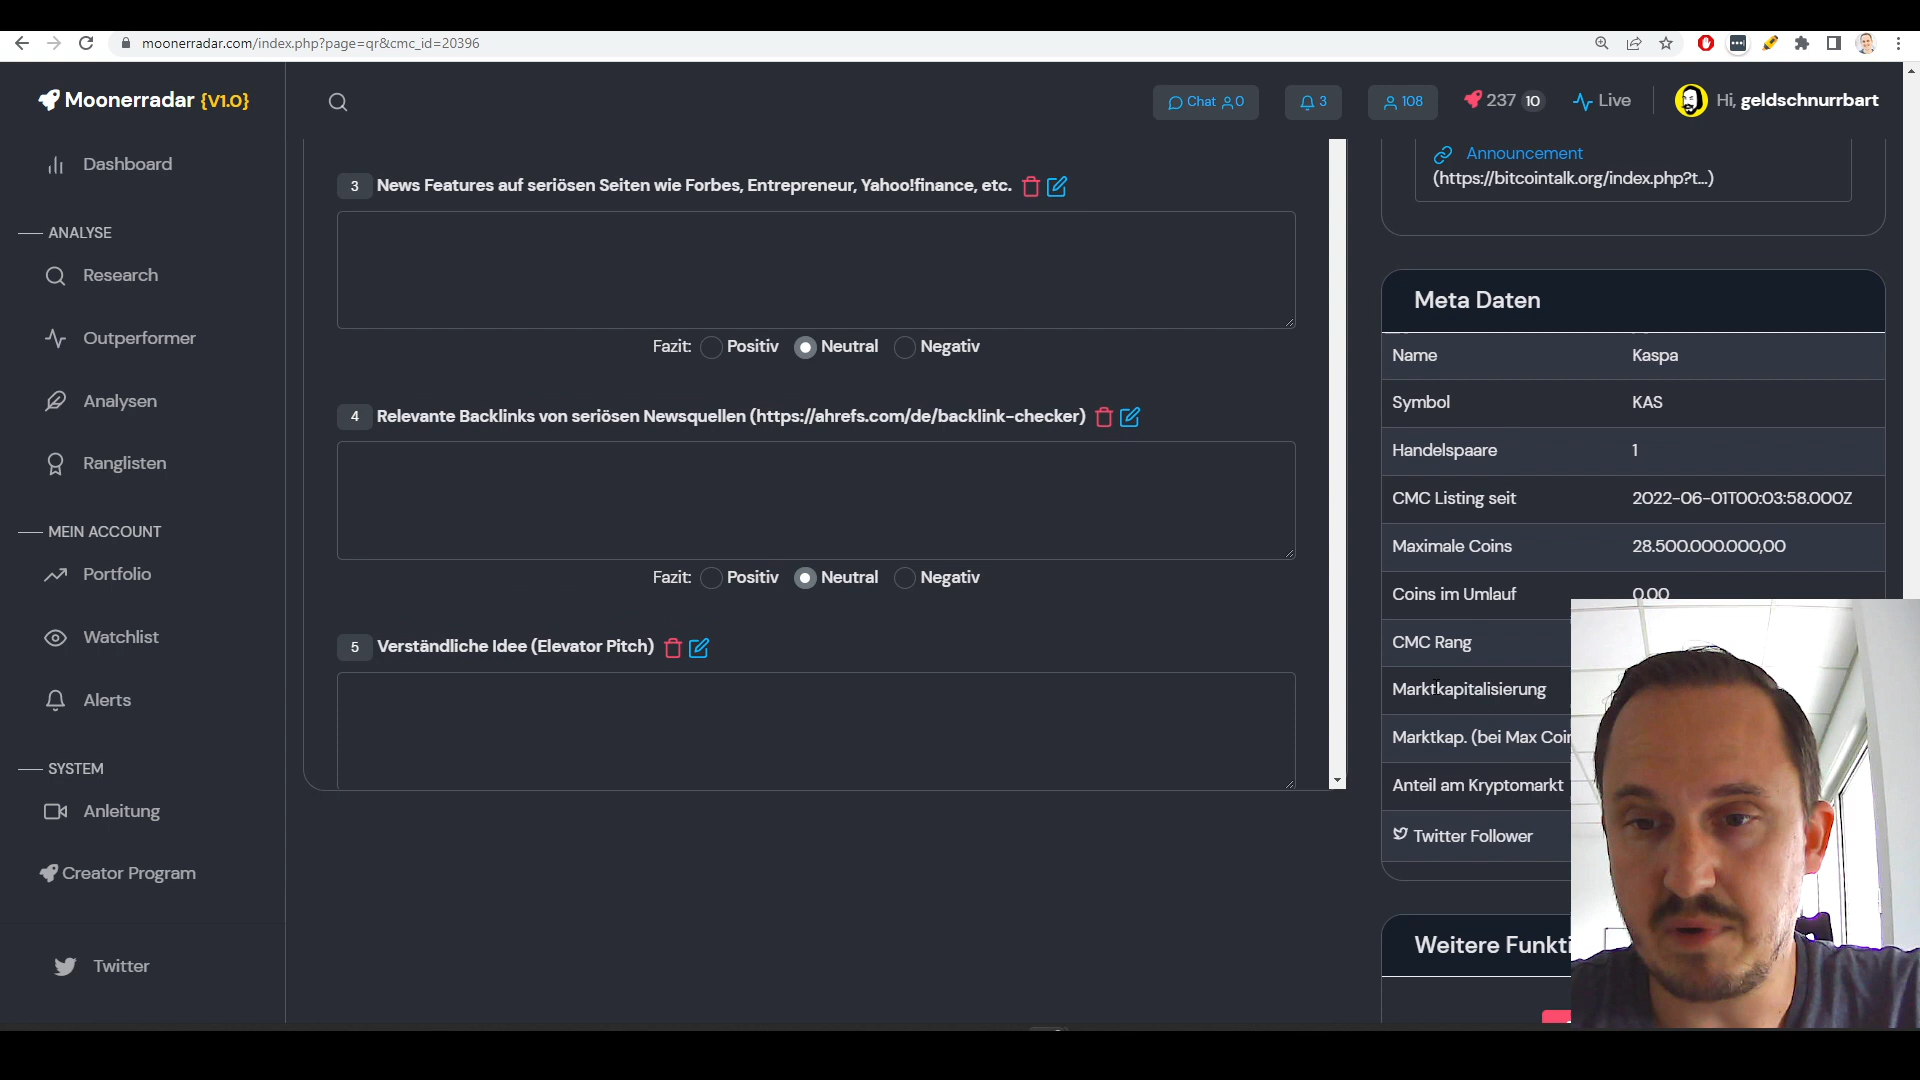 moonerradar.com/index.php?page=qr&cmc_id=20396
Moonerradar {V1.0}
Chat 0
3
108
237 10
Live
Hi, geldschnurrbart
Dashboard
ANALYSE
Research
Outperformer
Analysen
Ranglisten
MEIN ACCOUNT
Portfolio
Watchlist
Alerts
SYSTEM
Anleitung
Creator Program
Twitter
3 News Features auf seriösen Seiten wie Forbes, Entrepreneur, Yahoo!finance, etc.
Fazit: Positiv Neutral Negativ
4 Relevante Backlinks von seriösen Newsquellen (https://ahrefs.com/de/backlink-checker)
Fazit: Positiv Neutral Negativ
5 Verständliche Idee (Elevator Pitch)
Announcement
(https://bitcointalk.org/index.php?t...)
Meta Daten
Name Kaspa
Symbol KAS
Handelspaare 1
CMC Listing seit 2022-06-01T00:03:58.000Z
Maximale Coins 28.500.000.000,00
Coins im Umlauf 0,00
CMC Rang
Marktkapitalisierung
Marktkap. (bei Max Coi
Anteil am Kryptomarkt
Twitter Follower
Weitere Funkti